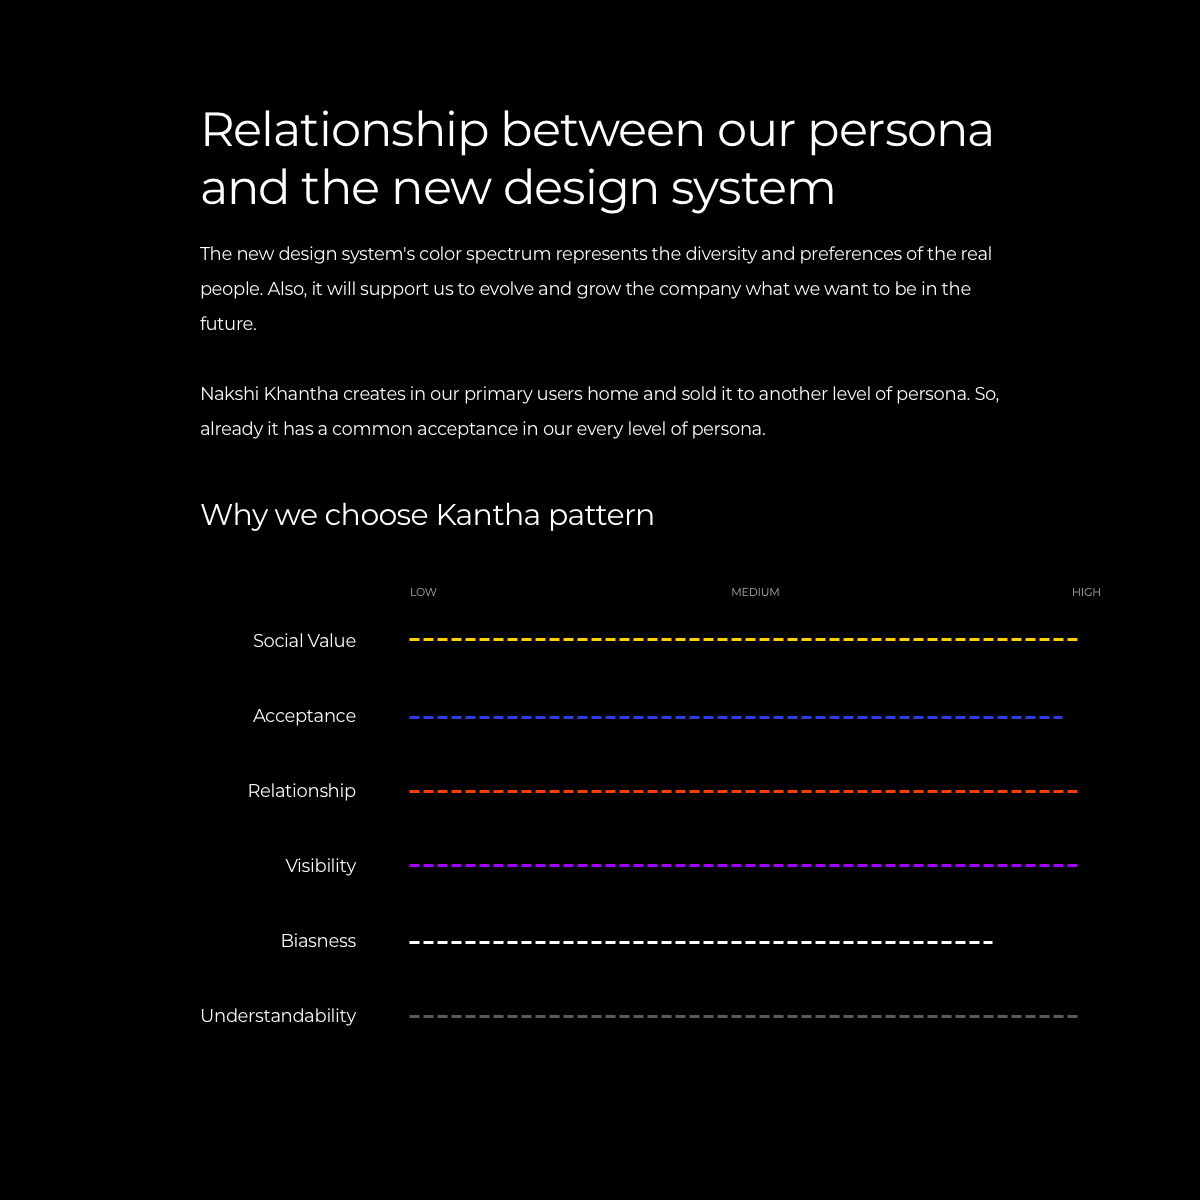 Relationship between our persona
and the new design system
The new design system's color spectrum represents the diversity and preferences of the real
people. Also, it will support us to evolve and grow the company what we want to be in the
future.
Nakshi Khantha creates in our primary users home and sold it to another level of persona. So,
already it has a common acceptance in our every level of persona.
Why we choose Kantha pattern
LOW MEDIUM HIGH
Social Value
Acceptance
Relationship
Visibility
Biasness
Understandability